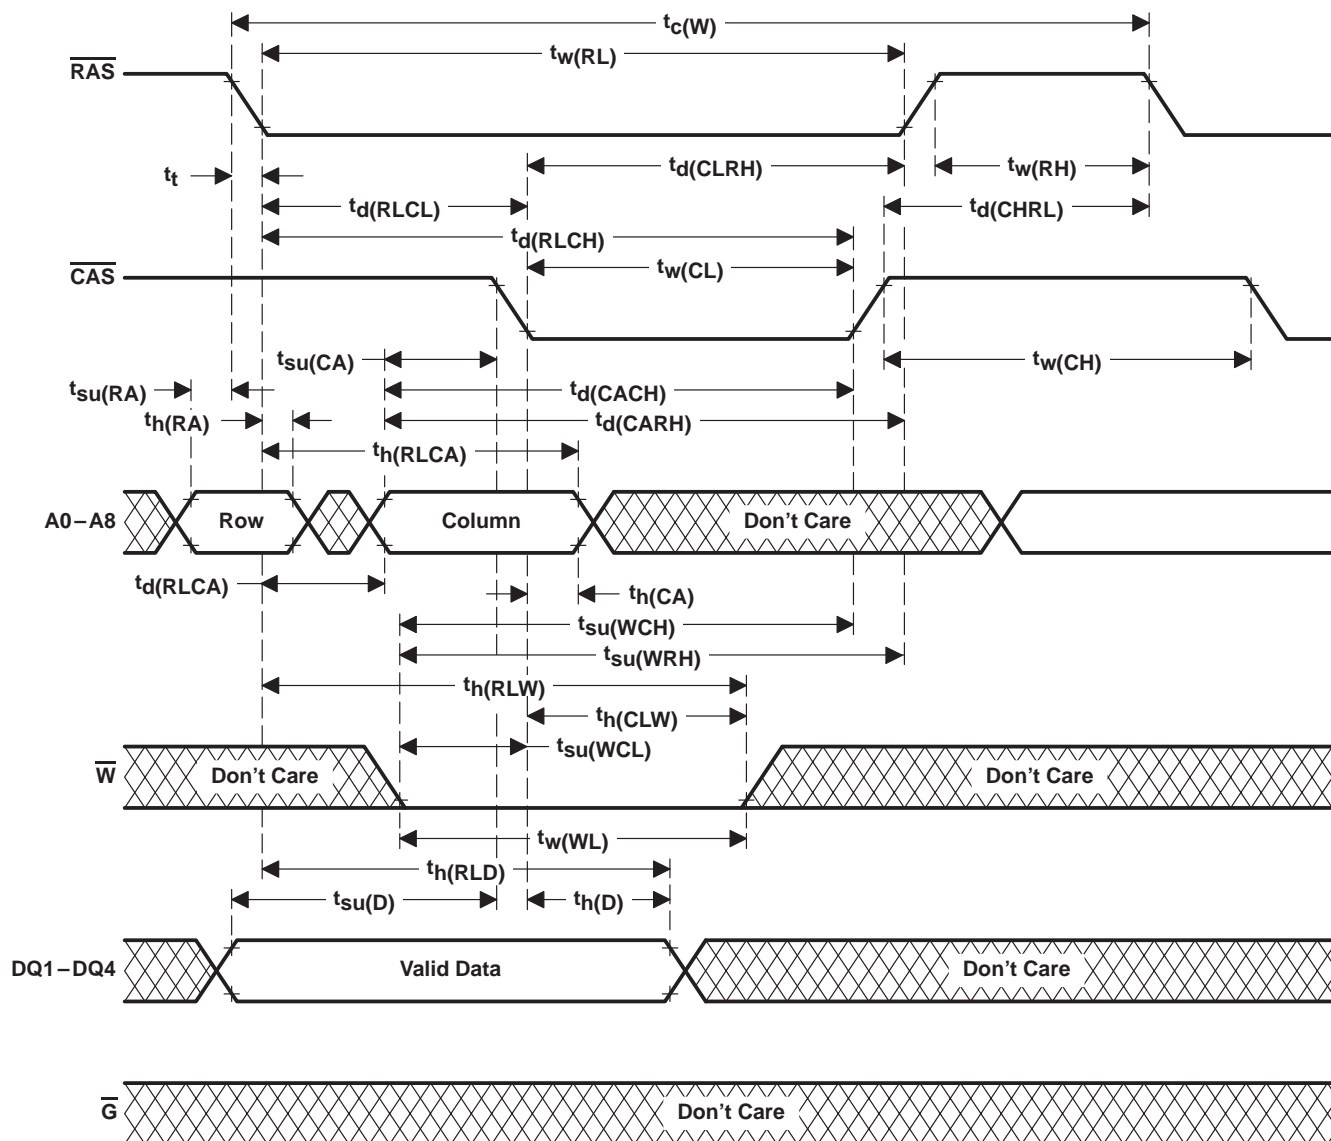 tc(W)
tw(RL)
RAS
td(CLRH)
tw(RH)
tt
td(RLCL)
td(CHRL)
td(RLCH)
tw(CL)
CAS
tsu(CA)
tw(CH)
tsu(RA)
td(CACH)
th(RA)
td(CARH)
th(RLCA)
A0–A8
Row
Column
Don't Care
td(RLCA)
th(CA)
tsu(WCH)
tsu(WRH)
th(RLW)
th(CLW)
tsu(WCL)
W
Don't Care
Don't Care
tw(WL)
th(RLD)
tsu(D)
th(D)
DQ1–DQ4
Valid Data
Don't Care
G
Don't Care